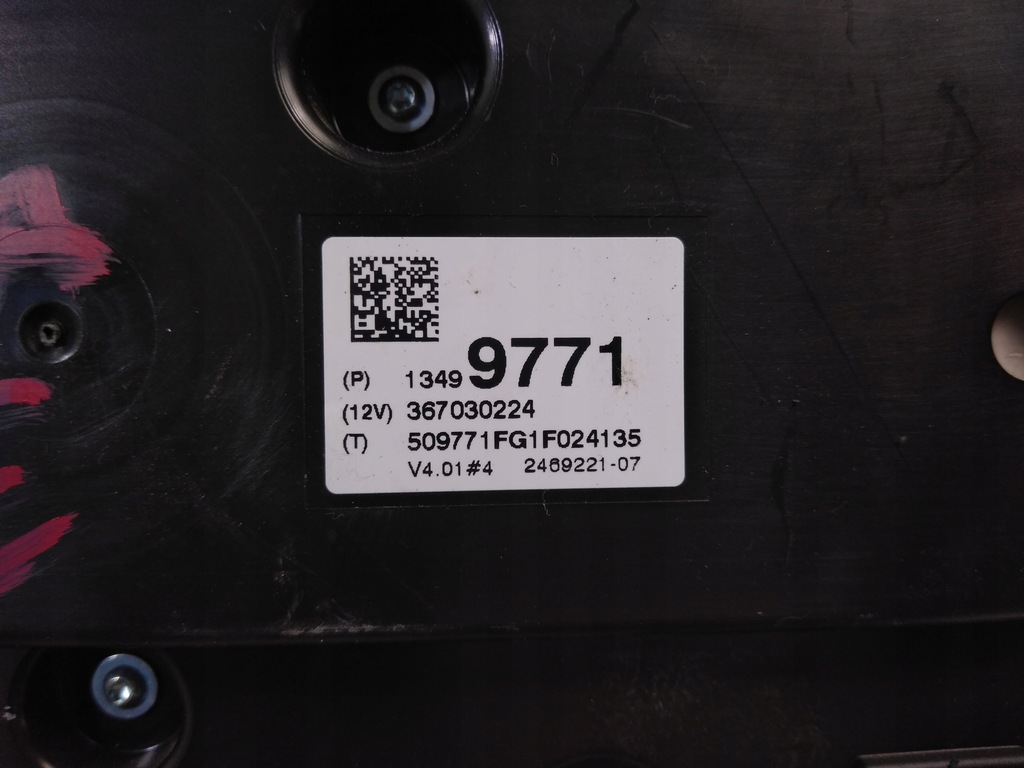 (P) 1349 9771
(12V) 367030224
(T) 509771FG1F024135
V4.01#4 2469221-07